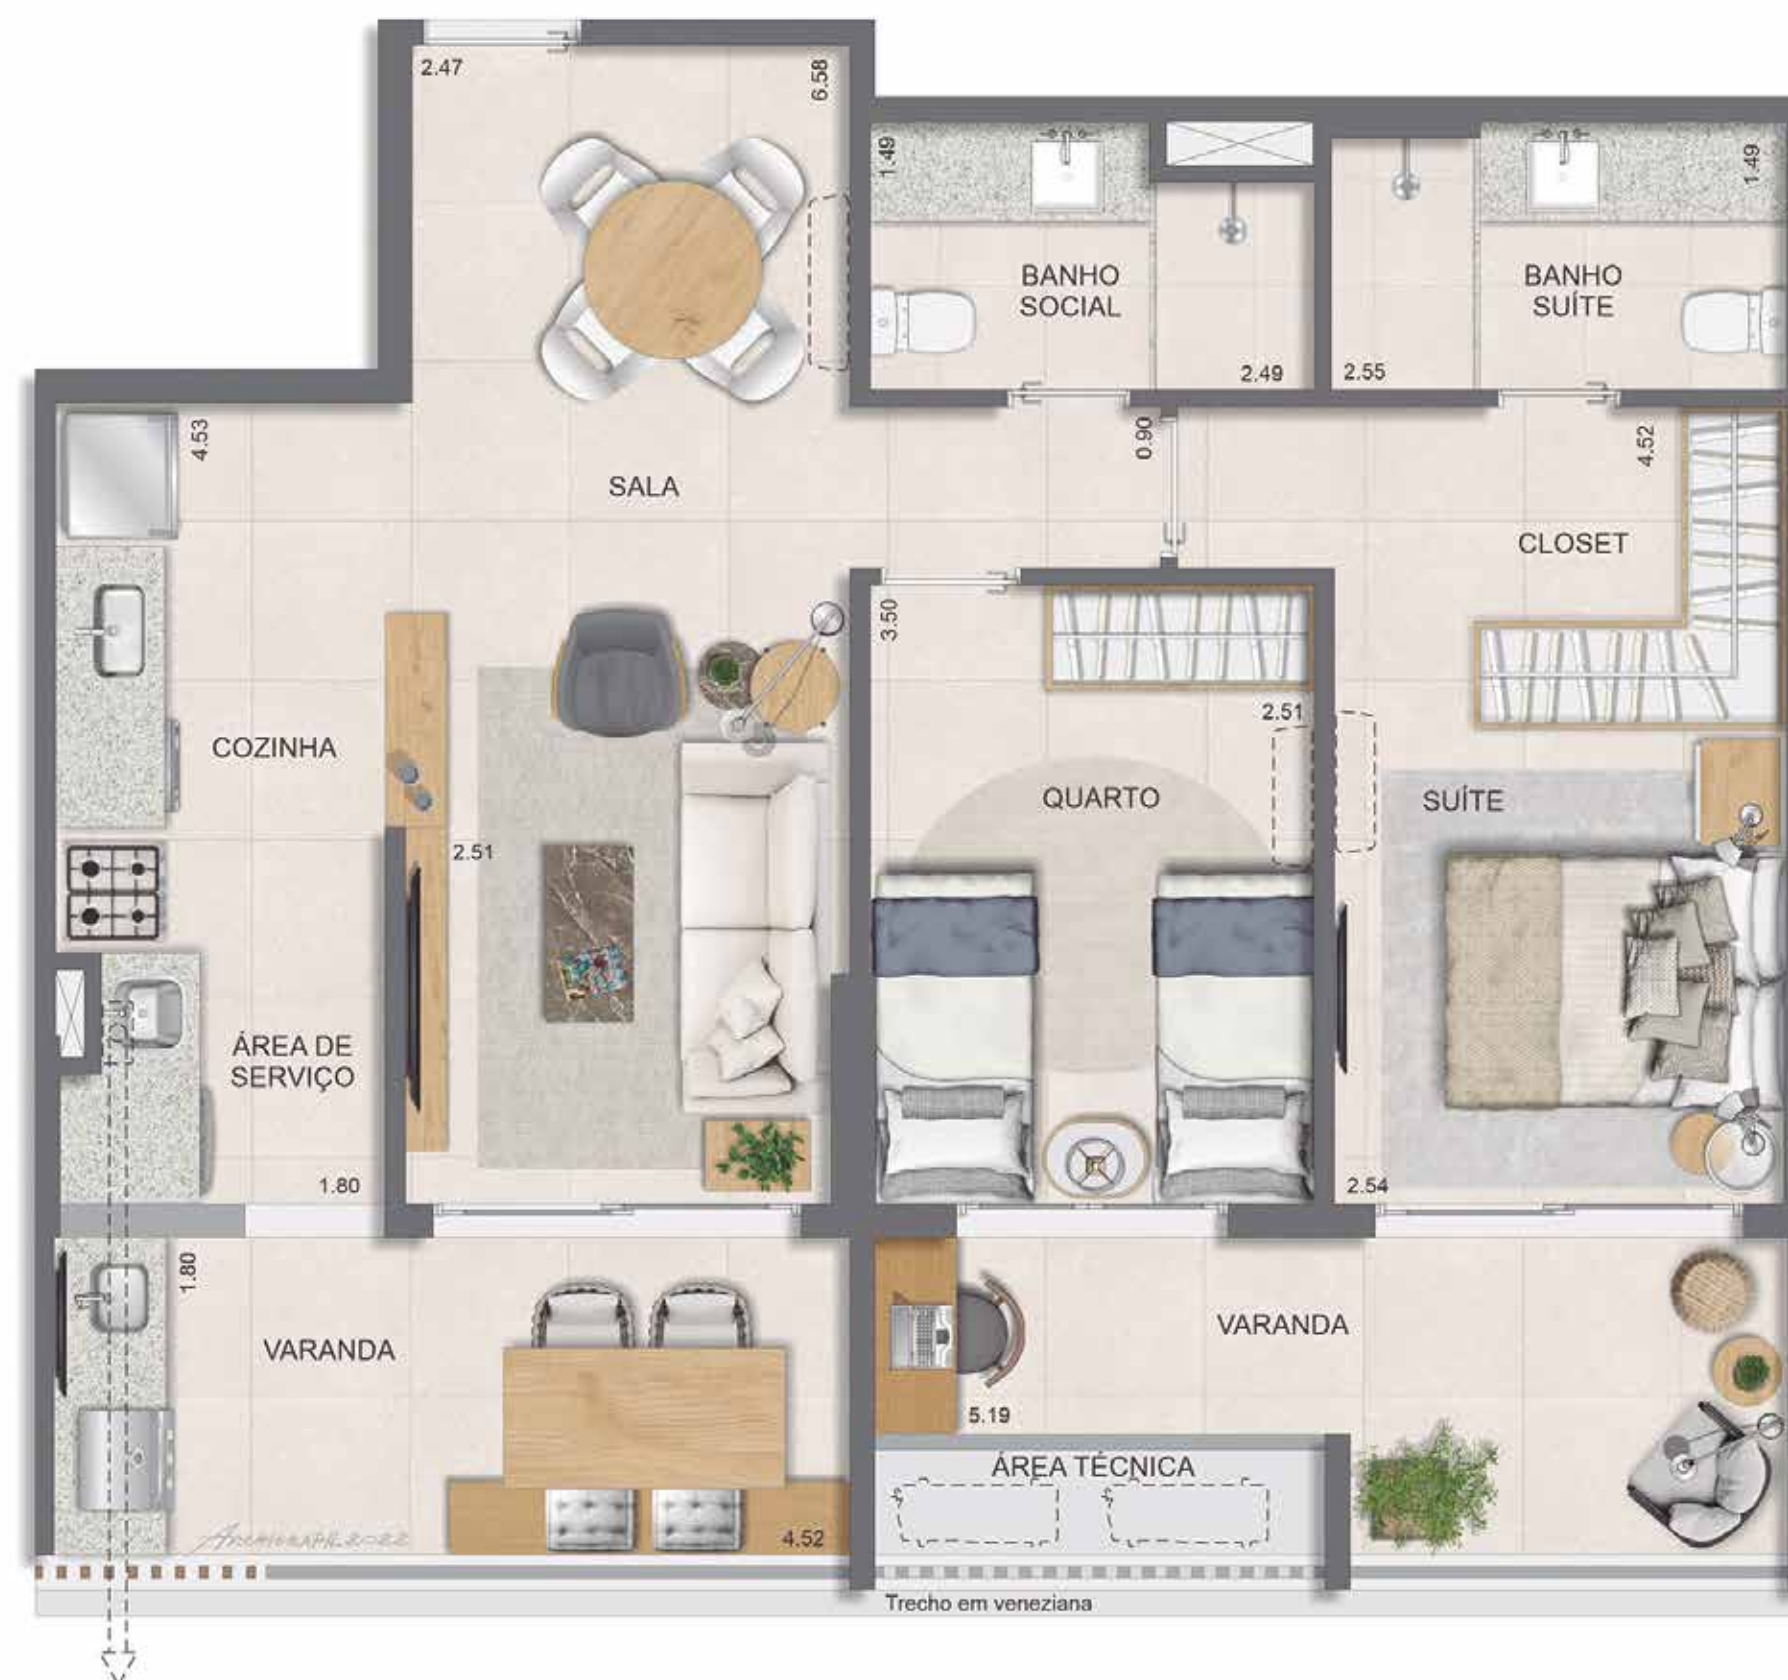 2.47
6.58
1.49
1.49
BANHO
SOCIAL
BANHO
SUÍTE
2.49
2.55
4.53
0.90
4.52
SALA
CLOSET
3.50
2.51
COZINHA
QUARTO
SUÍTE
2.51
ÁREA DE
SERVIÇO
1.80
2.54
1.80
VARANDA
VARANDA
5.19
ÁREA TÉCNICA
ARCHIGRAPH 2022
4.52
Trecho em veneziana